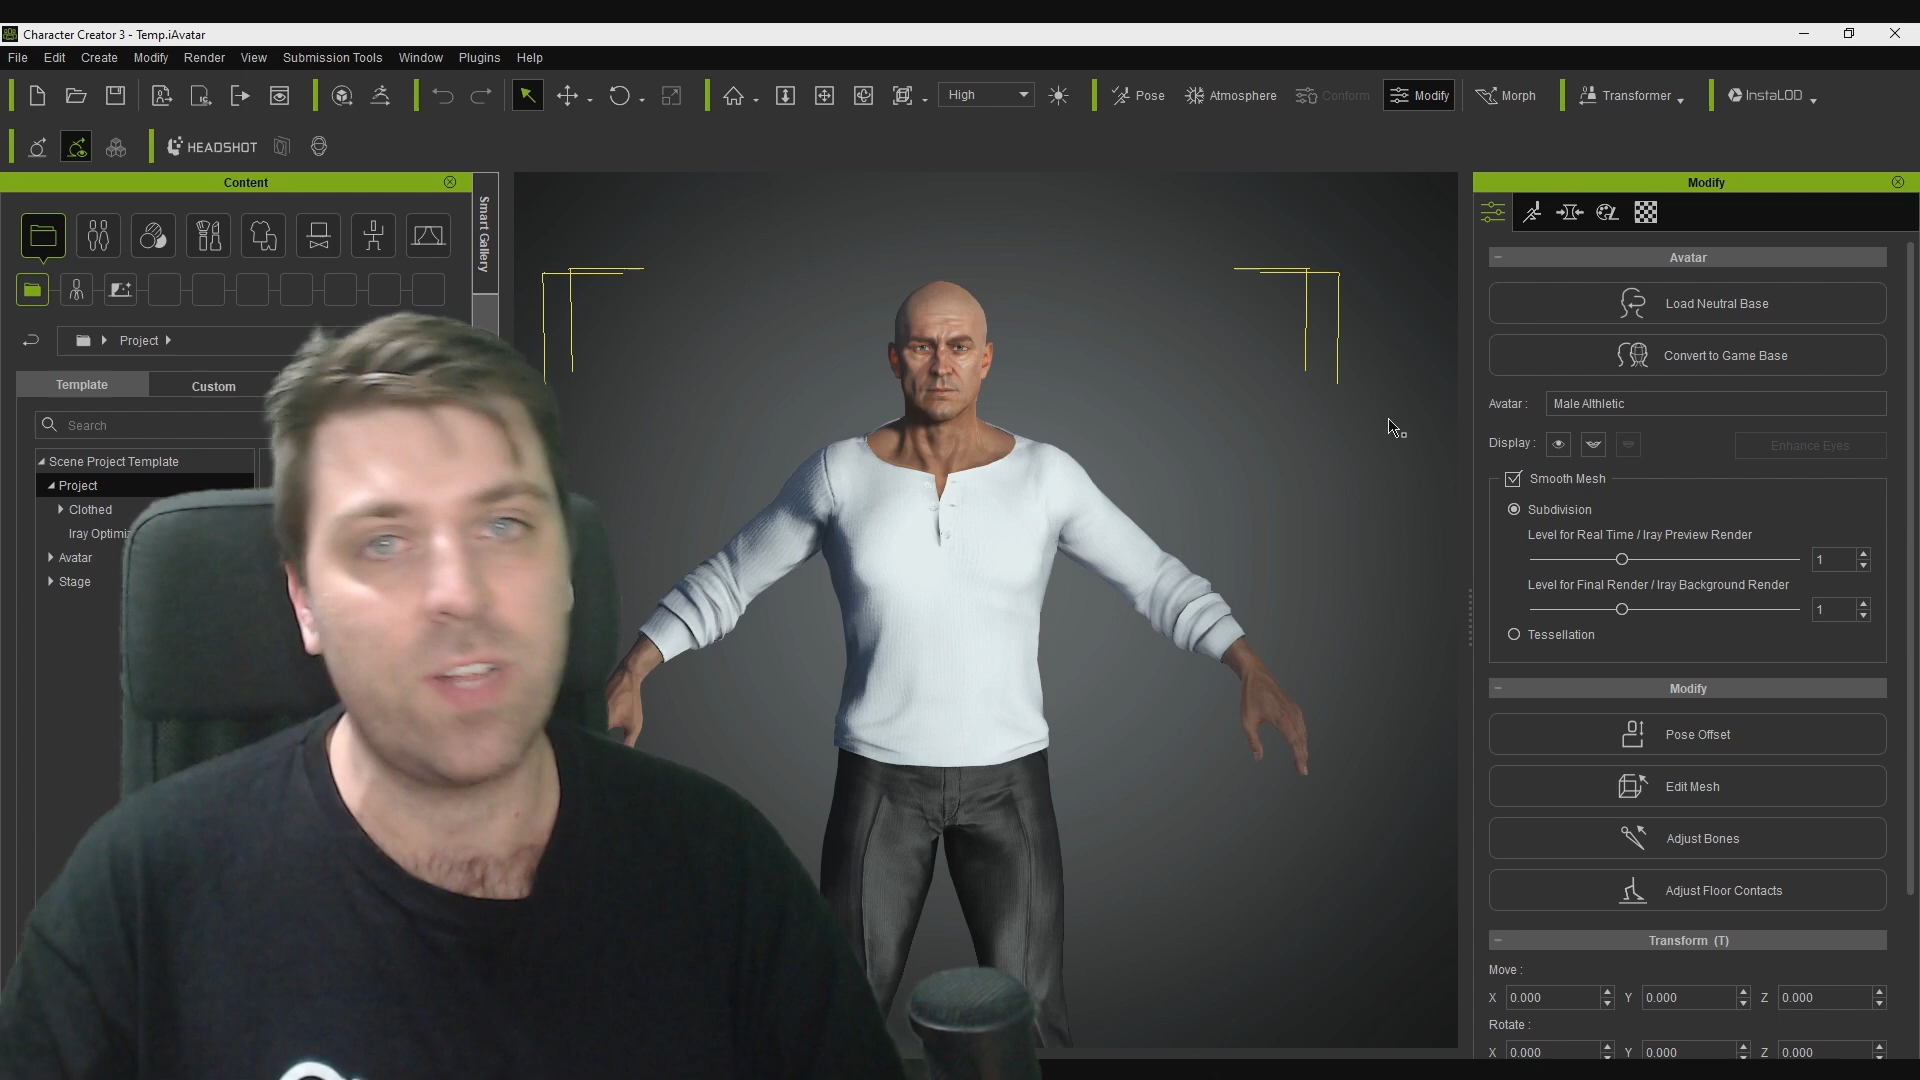 Character Creator 3 - Temp.iAvatar
File Edit Create Modify Render View Submission Tools Window Plugins Help
High Pose Atmosphere Conform Modify Morph Transformer InstaLOD
HEADSHOT
Content
Smart Gallery
Project
Template Custom
Search
Scene Project Template
Project
Clothed
Iray Optimi
Avatar
Stage
Modify
Avatar
Load Neutral Base
Convert to Game Base
Avatar : Male Althletic
Display : Enhance Eyes
Smooth Mesh
Subdivision
Level for Real Time / Iray Preview Render
1
Level for Final Render / Iray Background Render
1
Tessellation
Modify
Pose Offset
Edit Mesh
Adjust Bones
Adjust Floor Contacts
Transform (T)
Move :
X 0.000 Y 0.000 Z 0.000
Rotate :
X 0.000 Y 0.000 Z 0.000